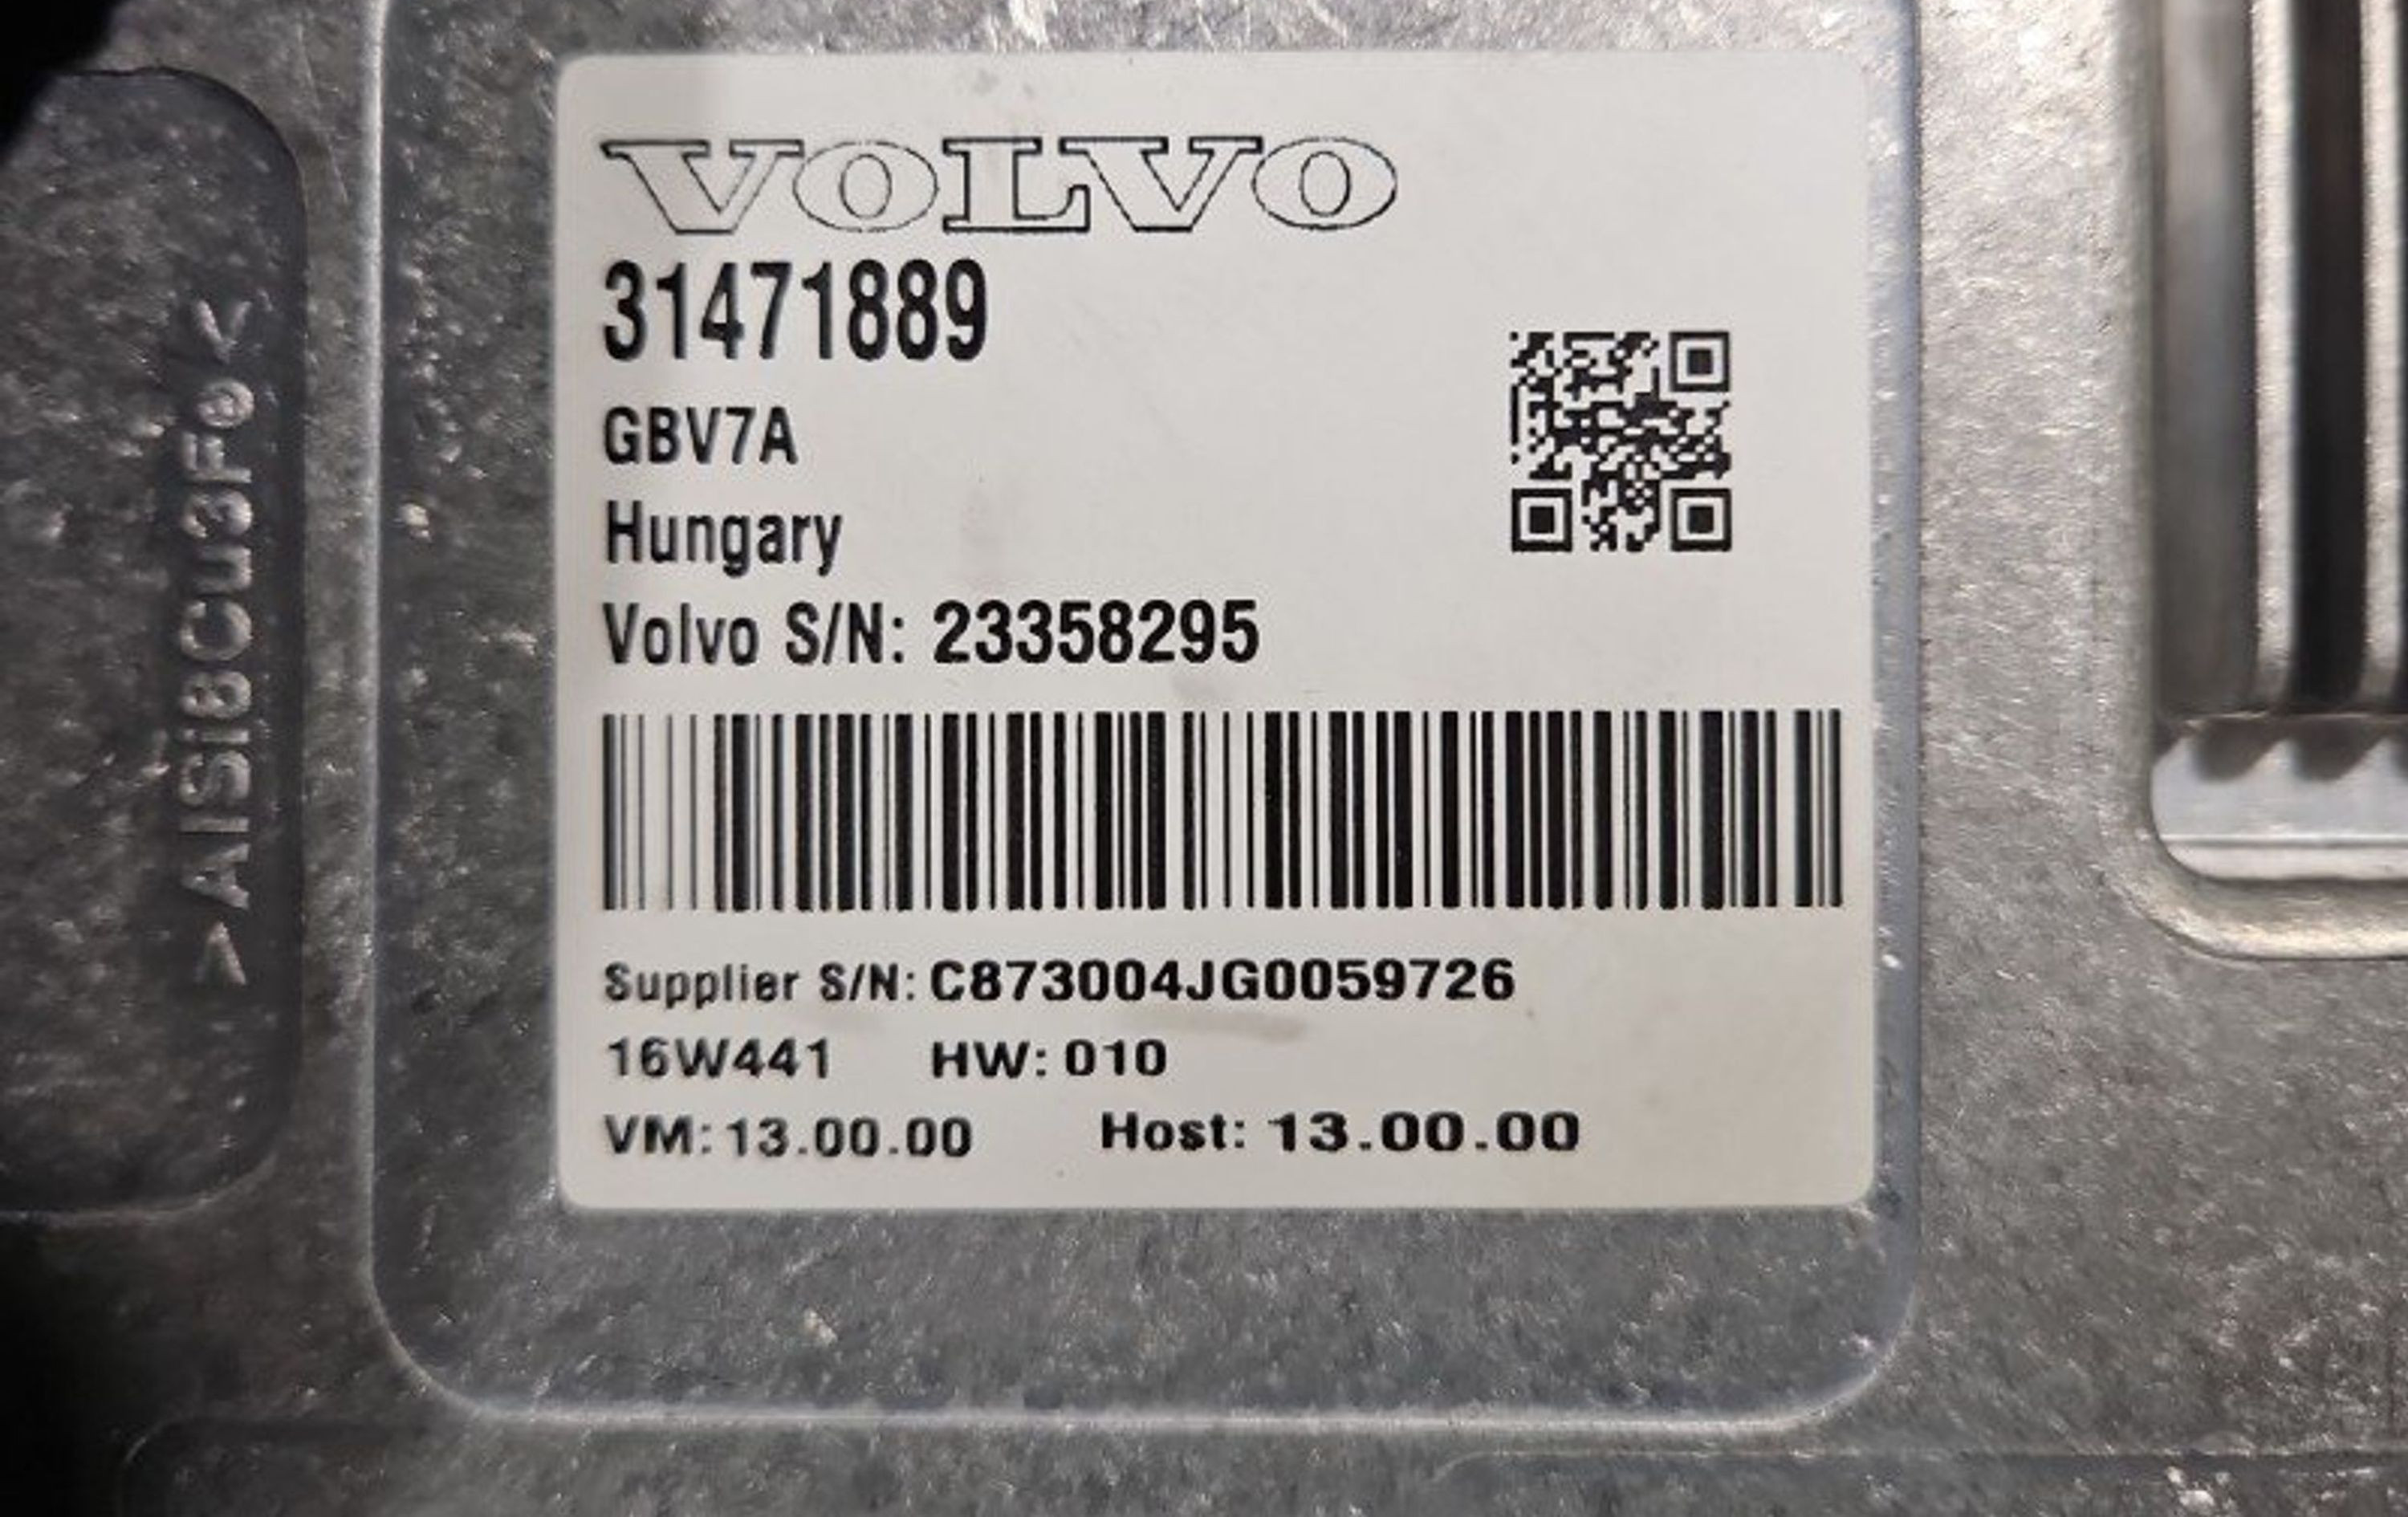 VOLVO
31471889
GBV7A
Hungary
Volvo S/N: 23358295
Supplier S/N: C873004JG0059726
16W441 HW: 010
VM: 13.00.00 Host: 13.00.00
>AlSi8Cu3Fe<